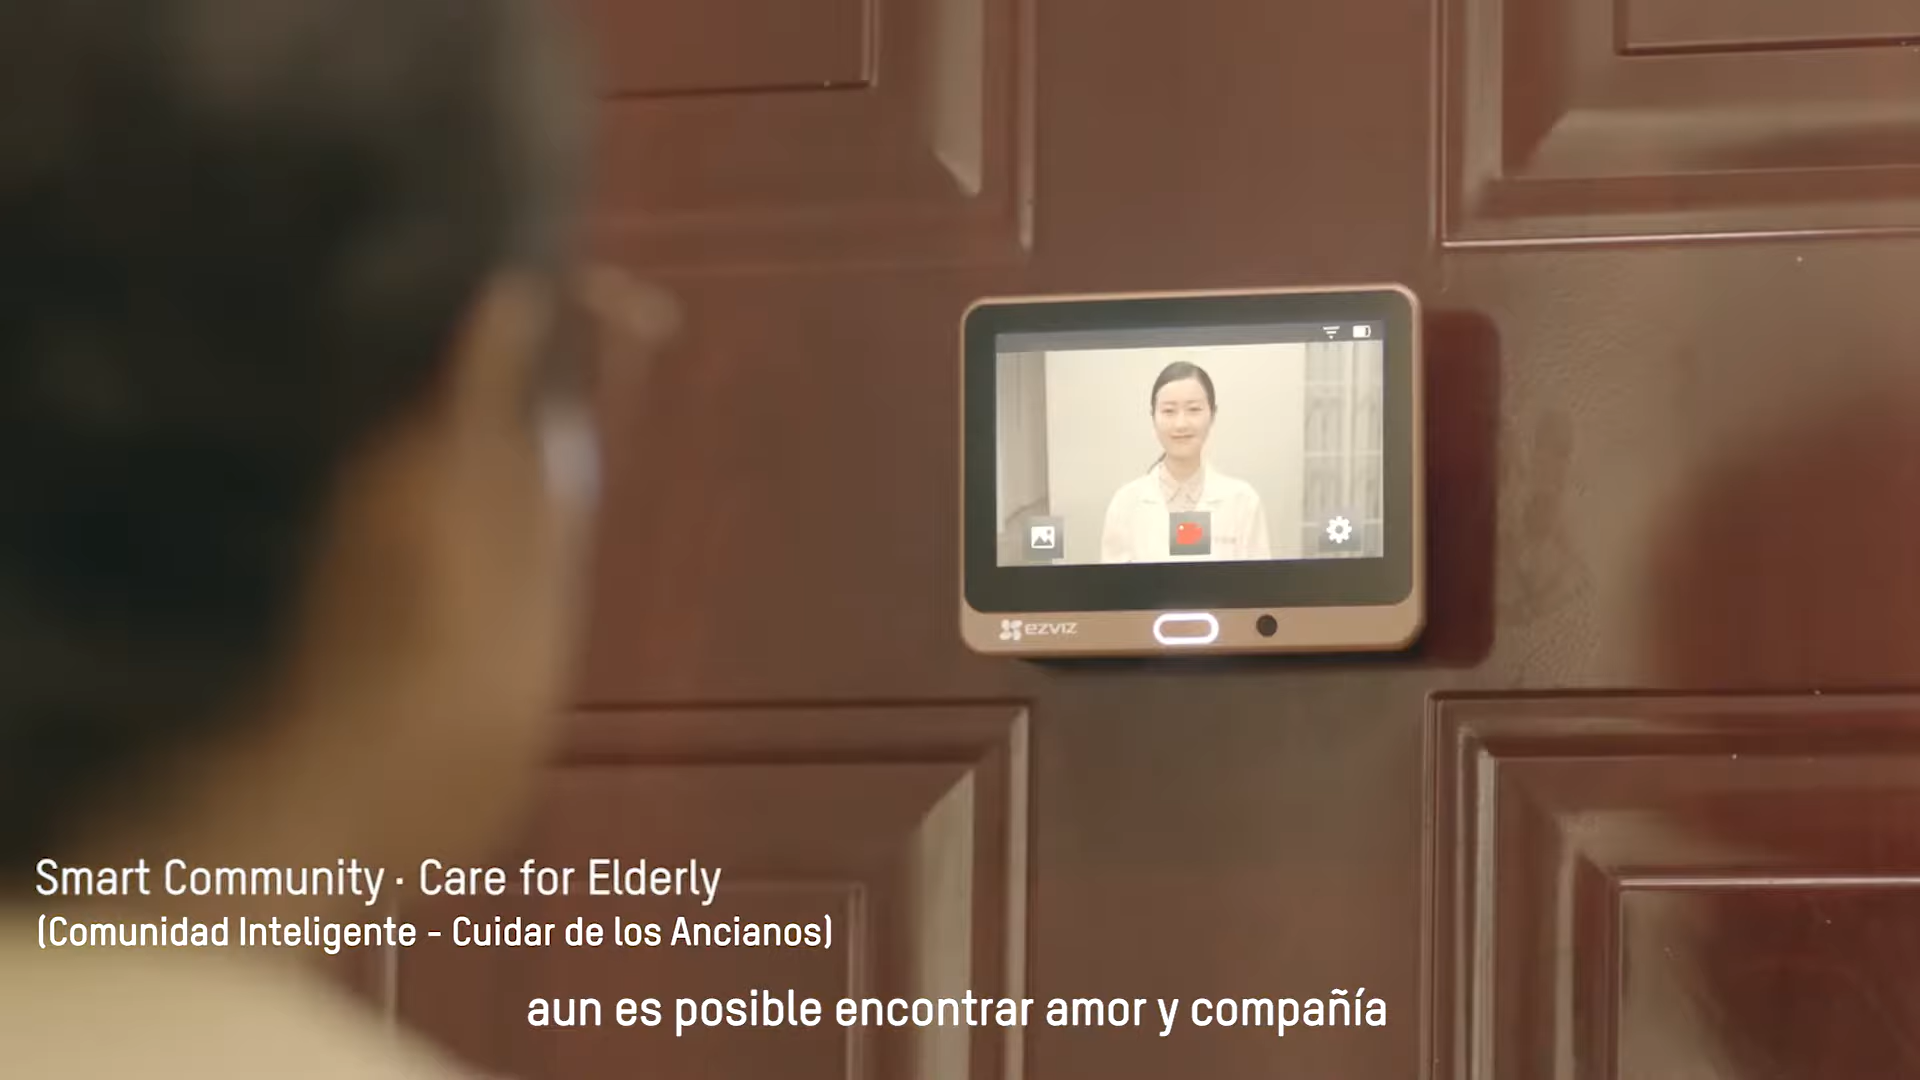 ezviz
Smart Community · Care for Elderly
(Comunidad Inteligente - Cuidar de los Ancianos)
aun es posible encontrar amor y compañía